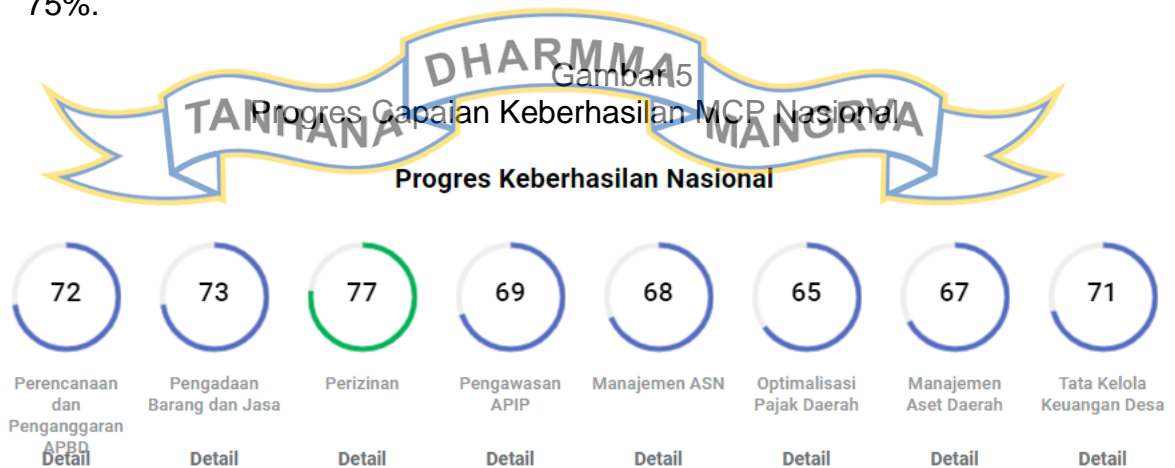 75%.
DHARMMA
TANHANA
MANGRVA
Gambar 5
Progres Capaian Keberhasilan MCP Nasional
Progres Keberhasilan Nasional
72 73 77 69 68 65 67 71
Perencanaan Pengadaan Perizinan Pengawasan Manajemen ASN Optimalisasi Manajemen Tata Kelola
dan Barang dan Jasa APIP Pajak Daerah Aset Daerah Keuangan Desa
Penganggaran
APBD
Detail Detail Detail Detail Detail Detail Detail Detail